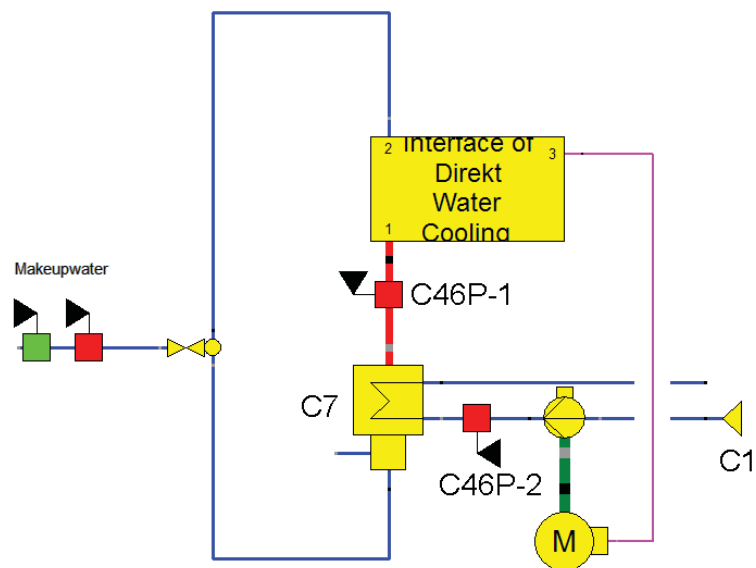 2 Interface of 3
Direkt
Water
1 Cooling
Makeupwater
C46P-1
C7
C46P-2
C1
M